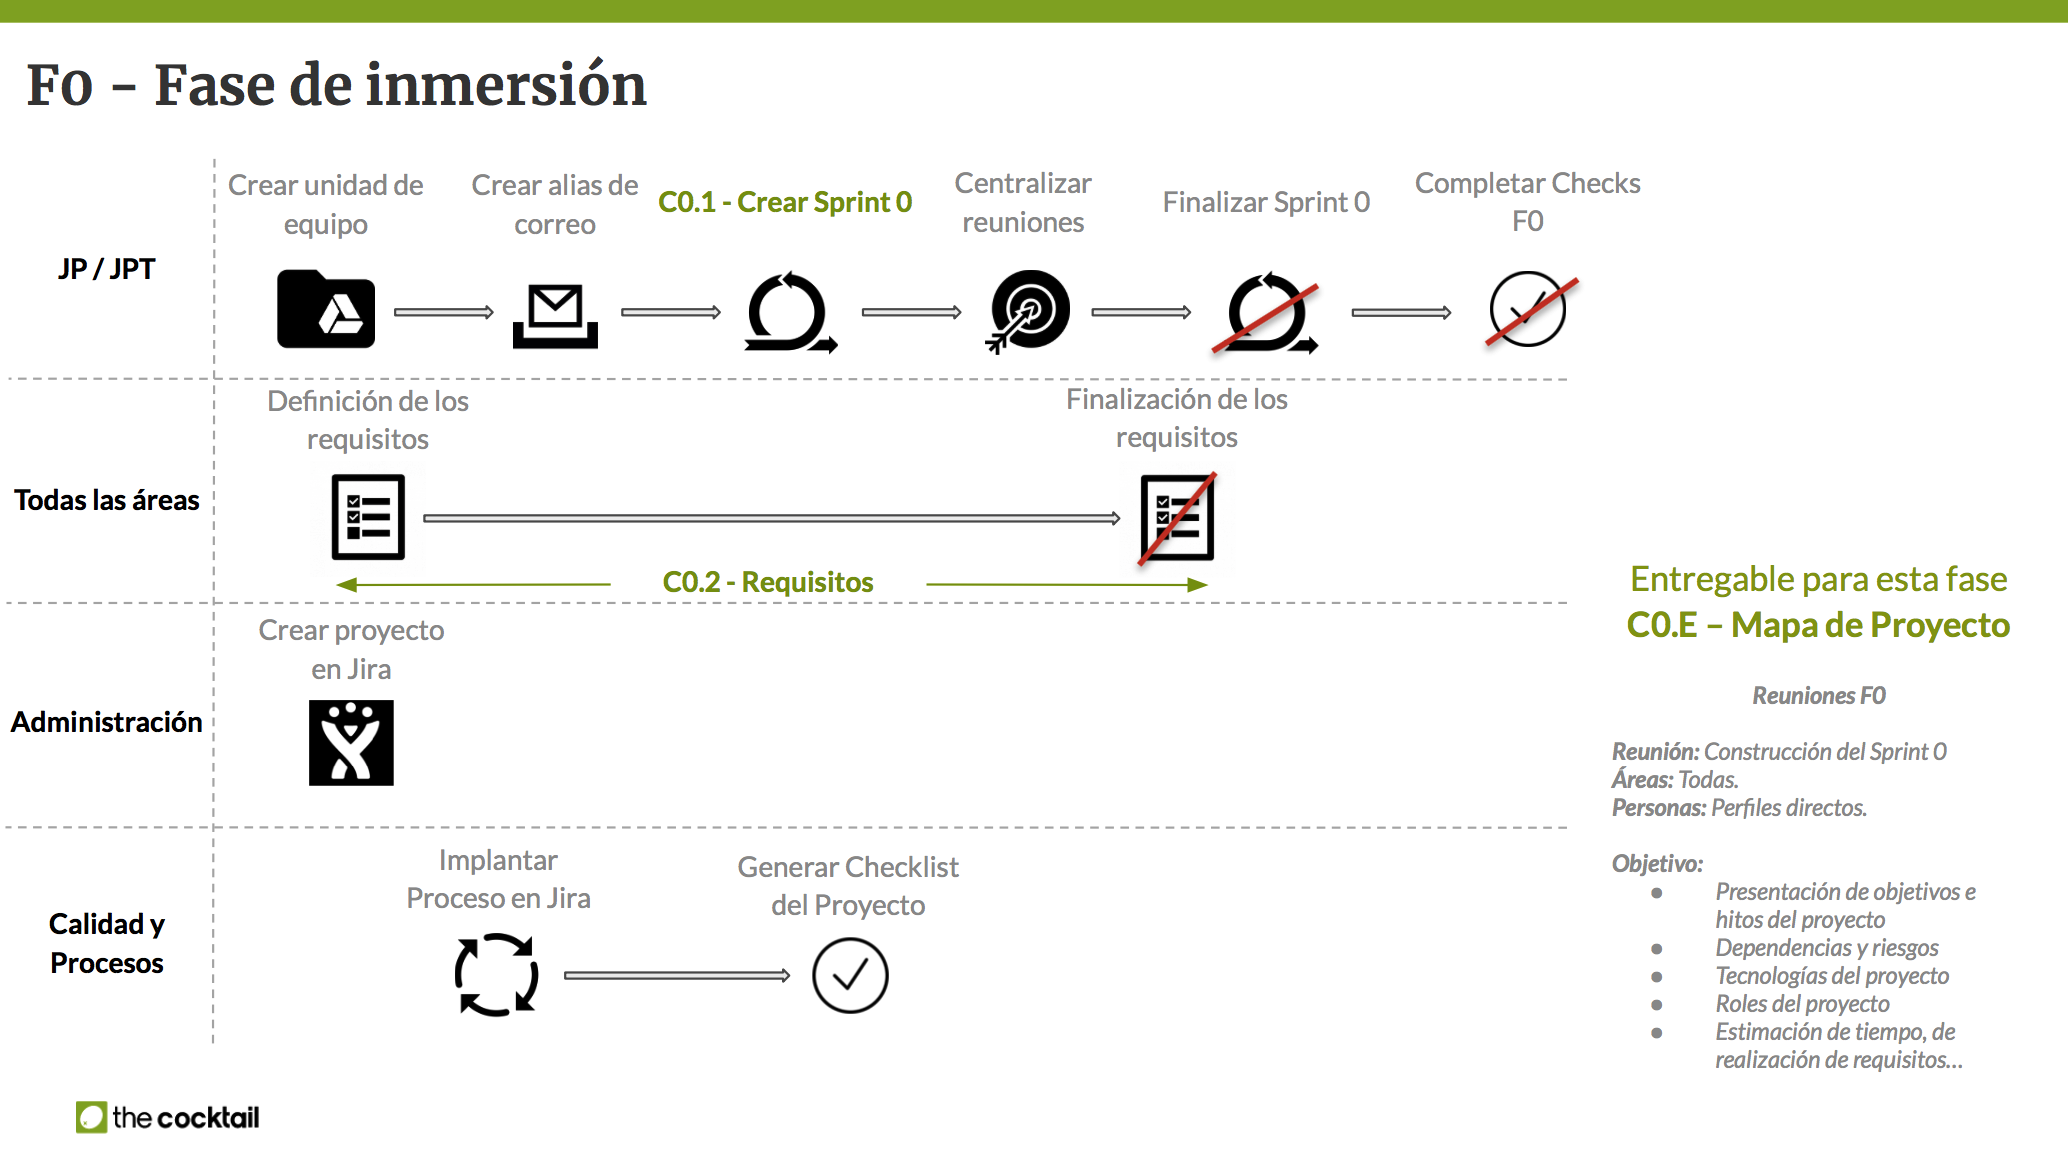 F0 - Fase de inmersión
Crear unidad de
equipo
Crear alias de
correo
C0.1 - Crear Sprint 0
Centralizar
reuniones
Finalizar Sprint 0
Completar Checks
F0
JP / JPT
Definición de los
requisitos
Finalización de los
requisitos
Todas las áreas
C0.2 - Requisitos
Crear proyecto
en Jira
Administración
Implantar
Proceso en Jira
Generar Checklist
del Proyecto
Calidad y
Procesos
Entregable para esta fase
C0.E – Mapa de Proyecto
Reuniones F0
Reunión: Construcción del Sprint 0
Áreas: Todas.
Personas: Perfiles directos.
Objetivo:
● Presentación de objetivos e
hitos del proyecto
● Dependencias y riesgos
● Tecnologías del proyecto
● Roles del proyecto
● Estimación de tiempo, de
realización de requisitos...
the cocktail